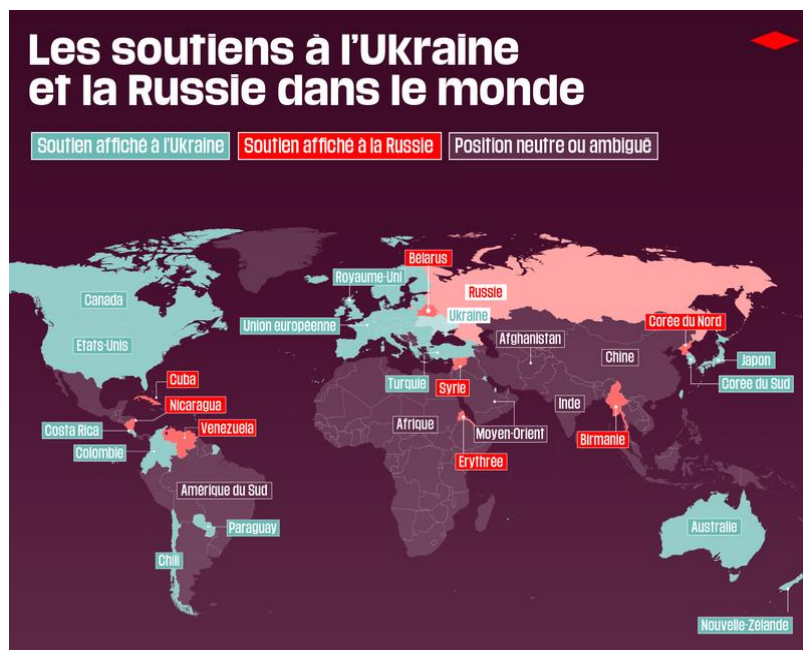 Les soutiens à l'Ukraine
et la Russie dans le monde
Soutien affiché à l'Ukraine
Soutien affiché à la Russie
Position neutre ou ambiguë
Belarus
Royaume-Uni
Canada
Russie
Ukraine
Union européenne
Corée du Nord
Etats-Unis
Afghanistan
Chine
Japon
Cuba
Turquie
Syrie
Corée du Sud
Nicaragua
Inde
Costa Rica
Venezuela
Afrique
Moyen-Orient
Birmanie
Colombie
Erythrée
Amérique du Sud
Paraguay
Australie
Chili
Nouvelle-Zélande